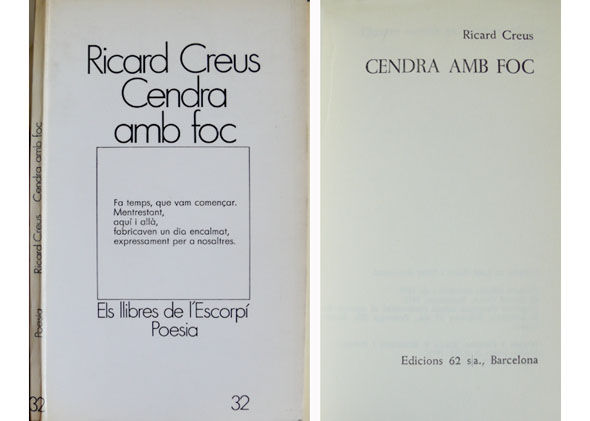 Ricard Creus
Cendra
amb foc
Fa temps, que vam començar.
Mentrestant,
aquí i allà,
fabricaven un dia encalmat,
expressament per a nosaltres.
Els llibres de l'Escorpí
Poesia
32
32 Poesia Ricard Creus Cendra amb foc
Ricard Creus
CENDRA AMB FOC
Edicions 62 s|a., Barcelona